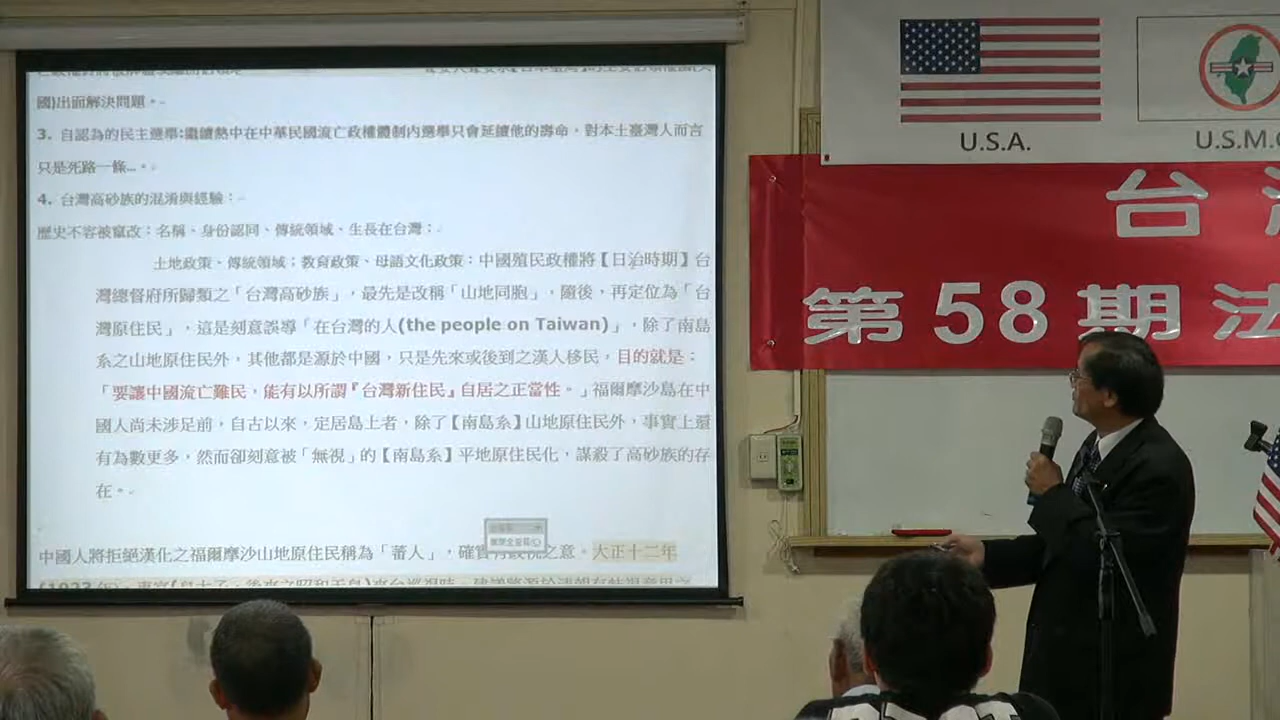 國)出面解決問題。
3. 自認為的民主選舉:繼續熱中在中華民國流亡政權體制內選舉只會延續他的壽命，對本土臺灣人而言
只是死路一條...。
4. 台灣高砂族的混淆與經驗：
歷史不容被竄改：名稱、身份認同、傳統領域、生長在台灣；
土地政策、傳統領域；教育政策、母語文化政策：中國殖民政權將【日治時期】台
灣總督府所歸類之「台灣高砂族」，最先是改稱「山地同胞」，隨後，再定位為「台
灣原住民」，這是刻意誤導「在台灣的人(the people on Taiwan)」，除了南島
系之山地原住民外，其他都是源於中國，只是先來或後到之漢人移民，目的就是：
「要讓中國流亡難民，能有以所謂『台灣新住民』自居之正當性。」福爾摩沙島在中
國人尚未涉足前，自古以來，定居島上者，除了【南島系】山地原住民外，事實上還
有為數更多，然而卻刻意被「無視」的【南島系】平地原住民化，謀殺了高砂族的存
在。
中國人將拒絕漢化之福爾摩沙山地原住民稱為「蕃人」，確實有歧視之意。大正十二年
U.S.A.
U.S.M.
台
第58期法